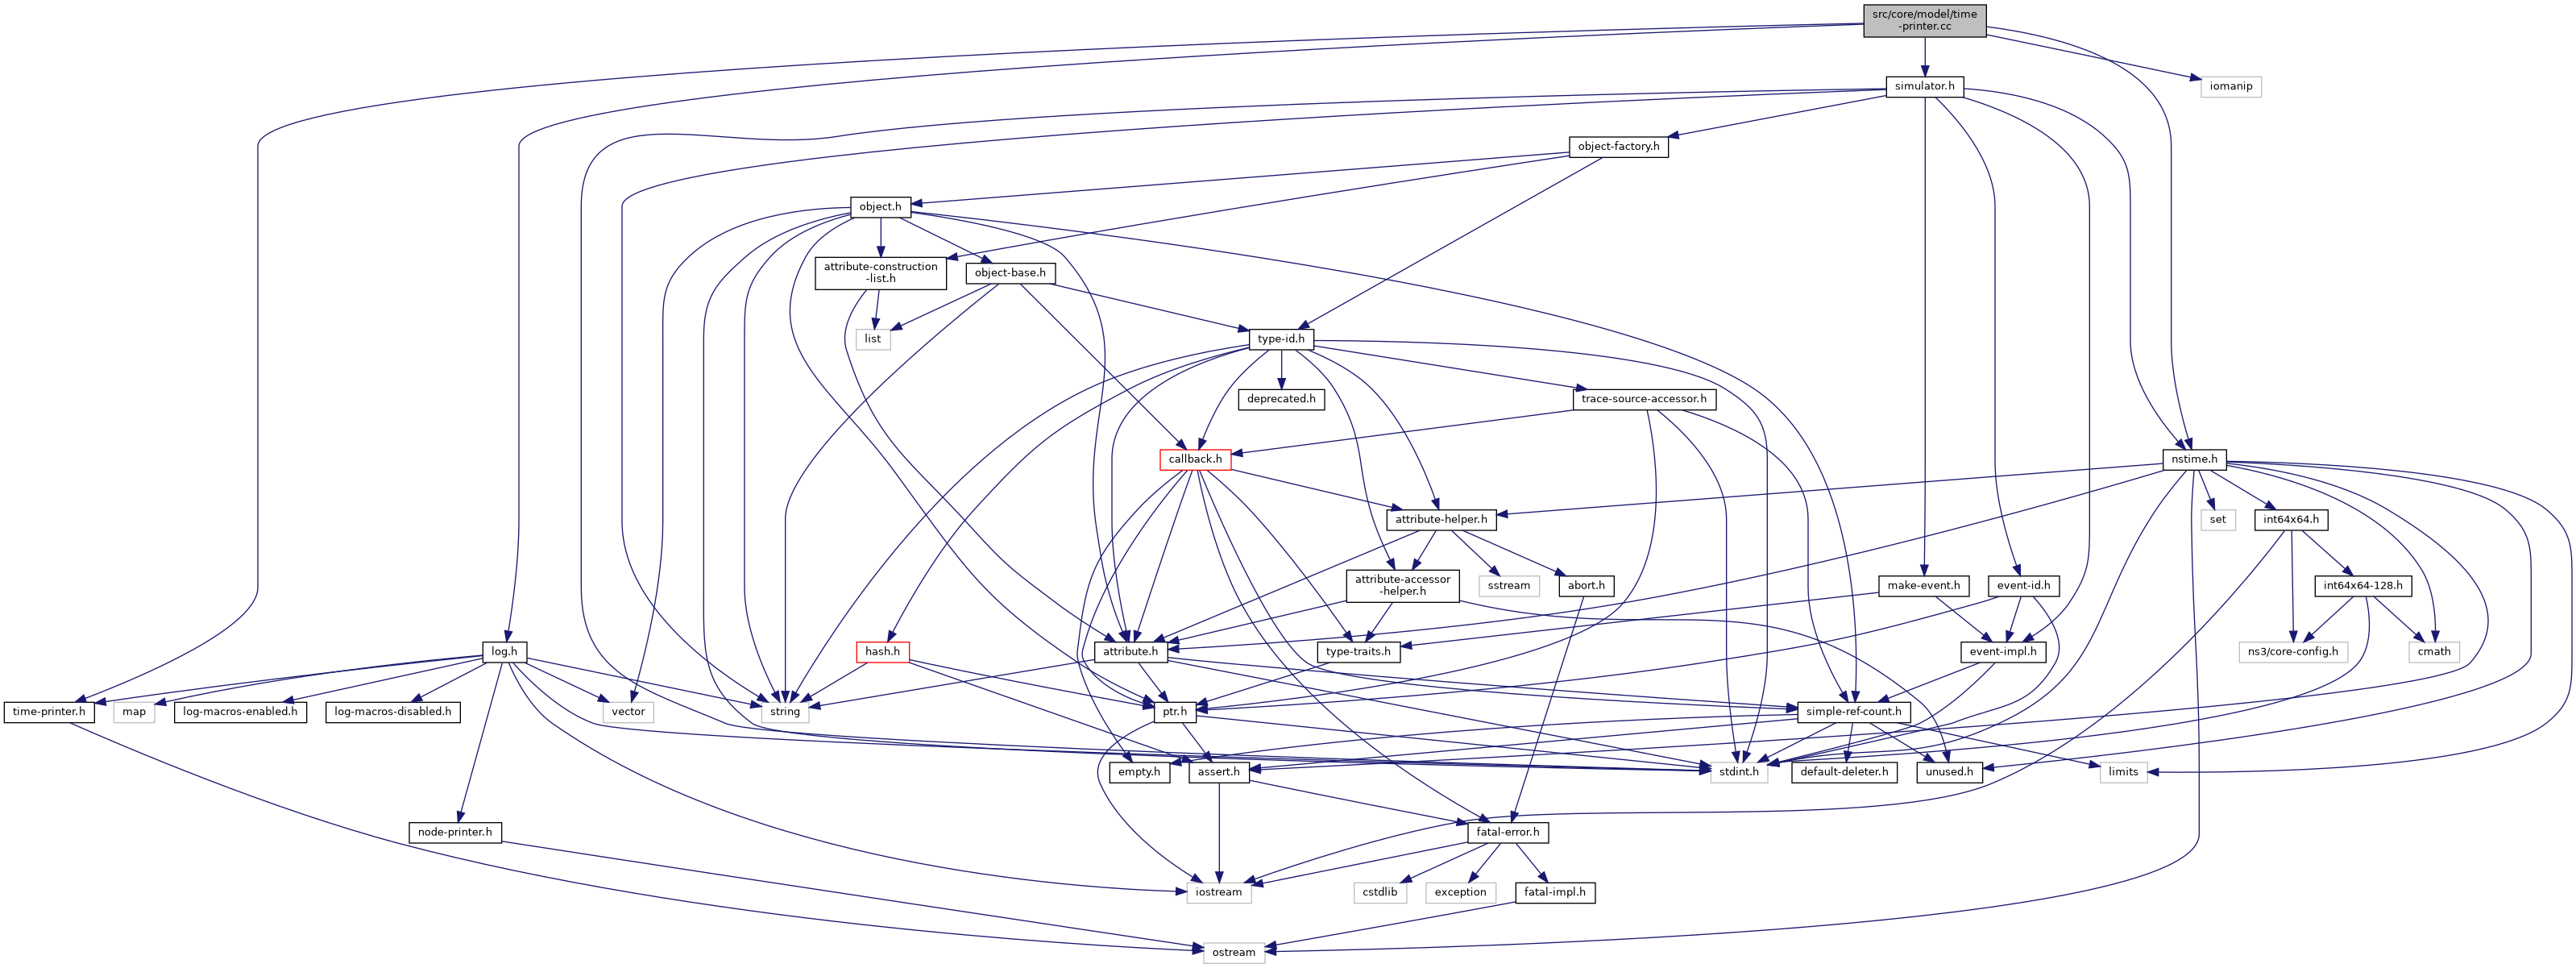 src/core/model/time
-printer.cc
simulator.h
iomanip
object-factory.h
object.h
attribute-construction
-list.h
object-base.h
list
type-id.h
deprecated.h
trace-source-accessor.h
callback.h
nstime.h
attribute-helper.h
set
int64x64.h
attribute-accessor
-helper.h
sstream
abort.h
make-event.h
event-id.h
int64x64-128.h
log.h
hash.h
attribute.h
type-traits.h
event-impl.h
ns3/core-config.h
cmath
time-printer.h
map
log-macros-enabled.h
log-macros-disabled.h
vector
string
ptr.h
simple-ref-count.h
empty.h
assert.h
stdint.h
default-deleter.h
unused.h
limits
node-printer.h
fatal-error.h
iostream
cstdlib
exception
fatal-impl.h
ostream